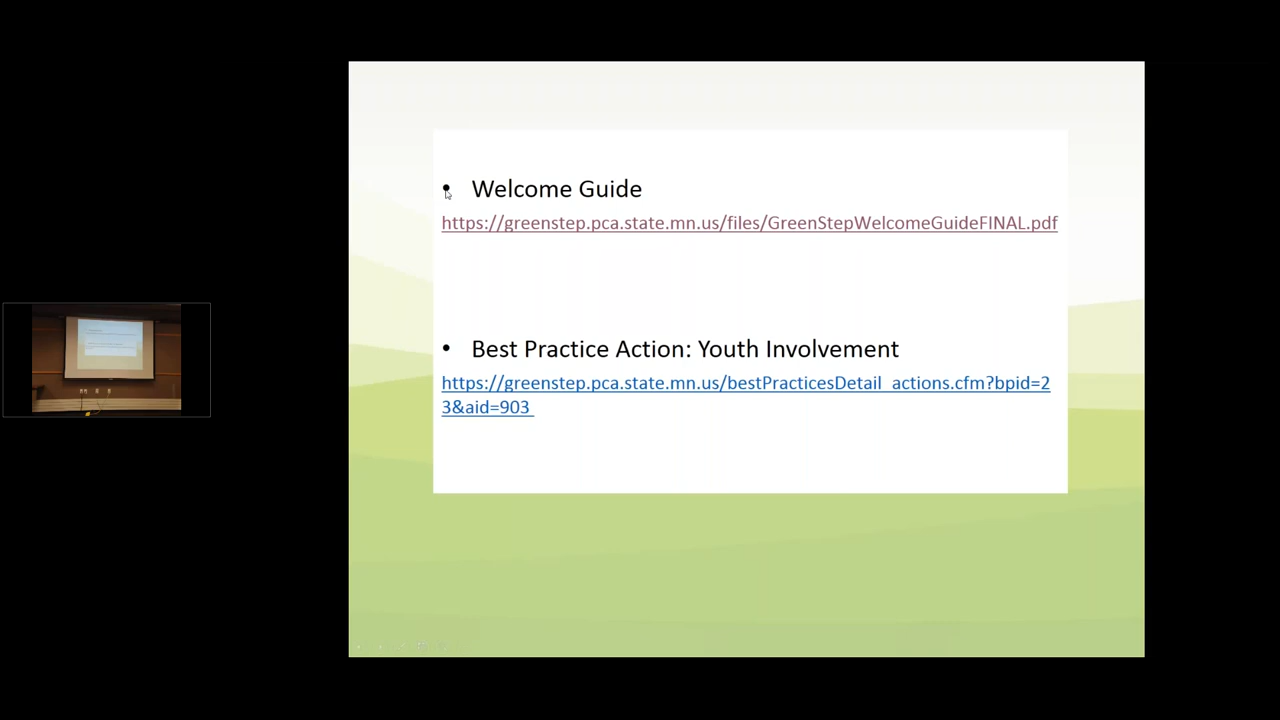 • Welcome Guide
https://greenstep.pca.state.mn.us/files/GreenStepWelcomeGuideFINAL.pdf
• Best Practice Action: Youth Involvement
https://greenstep.pca.state.mn.us/bestPracticesDetail_actions.cfm?bpid=2
3&aid=903